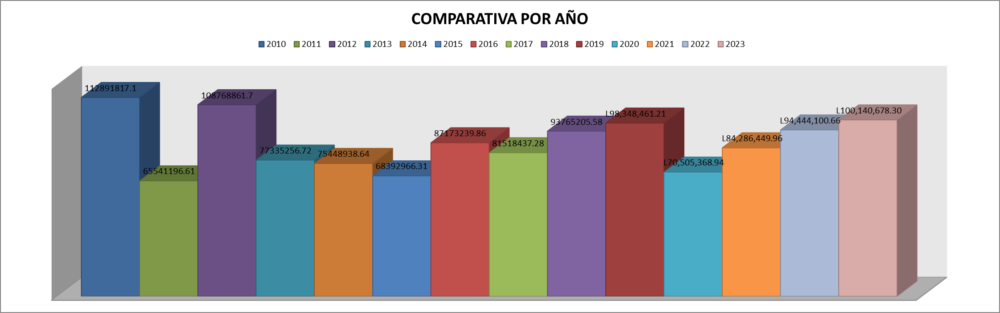 COMPARATIVA POR AÑO
2010 2011 2012 2013 2014 2015 2016 2017 2018 2019 2020 2021 2022 2023
112891817.1
65541196.61
108768861.7
77335256.72
75448938.64
68392966.31
87173239.86
81518437.28
93765205.58
L98,348,461.21
L70,505,368.94
L84,286,449.96
L94,444,100.66
L100,140,678.30